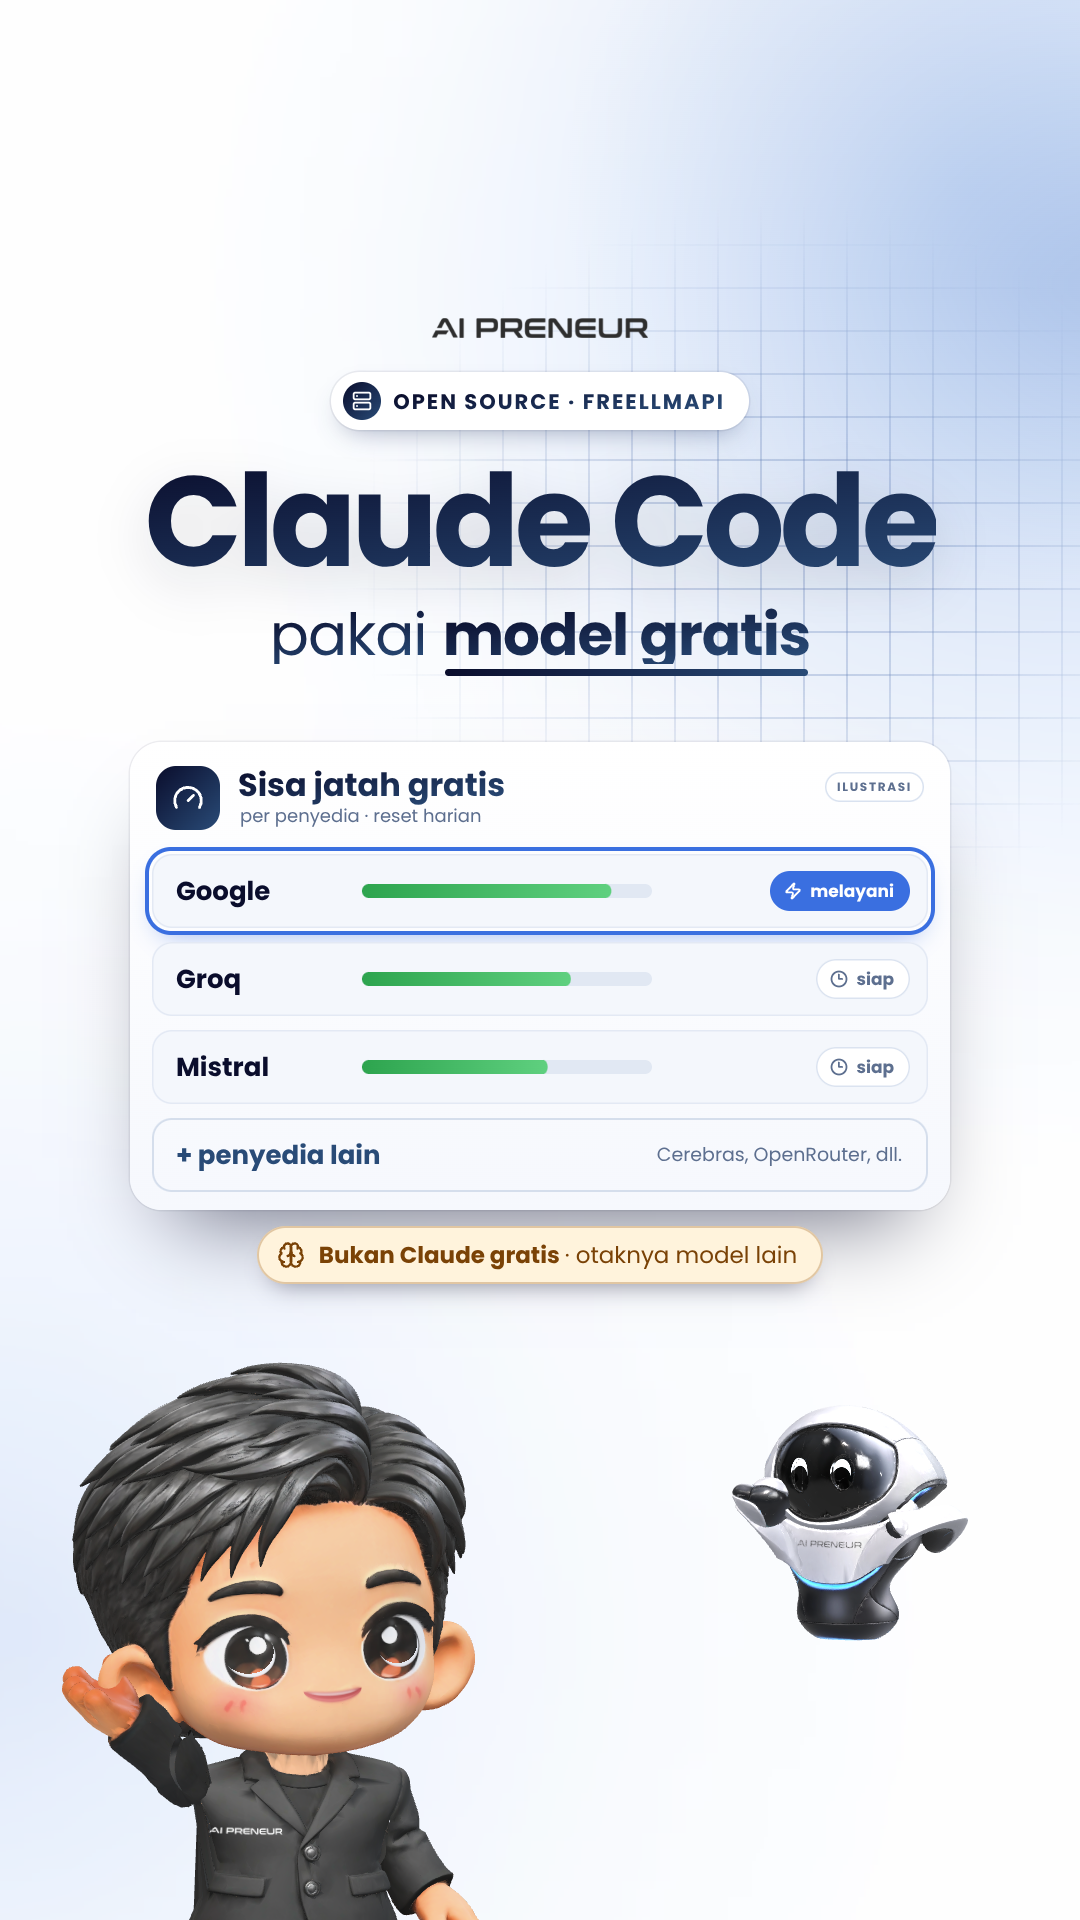 AI PRENEUR
OPEN SOURCE · FREELLMAPI
Claude Code
pakai model gratis
Sisa jatah gratis
per penyedia · reset harian
ILUSTRASI
Google
melayani
Groq
siap
Mistral
siap
+ penyedia lain
Cerebras, OpenRouter, dll.
Bukan Claude gratis · otaknya model lain
AI PRENEUR
AI PRENEUR